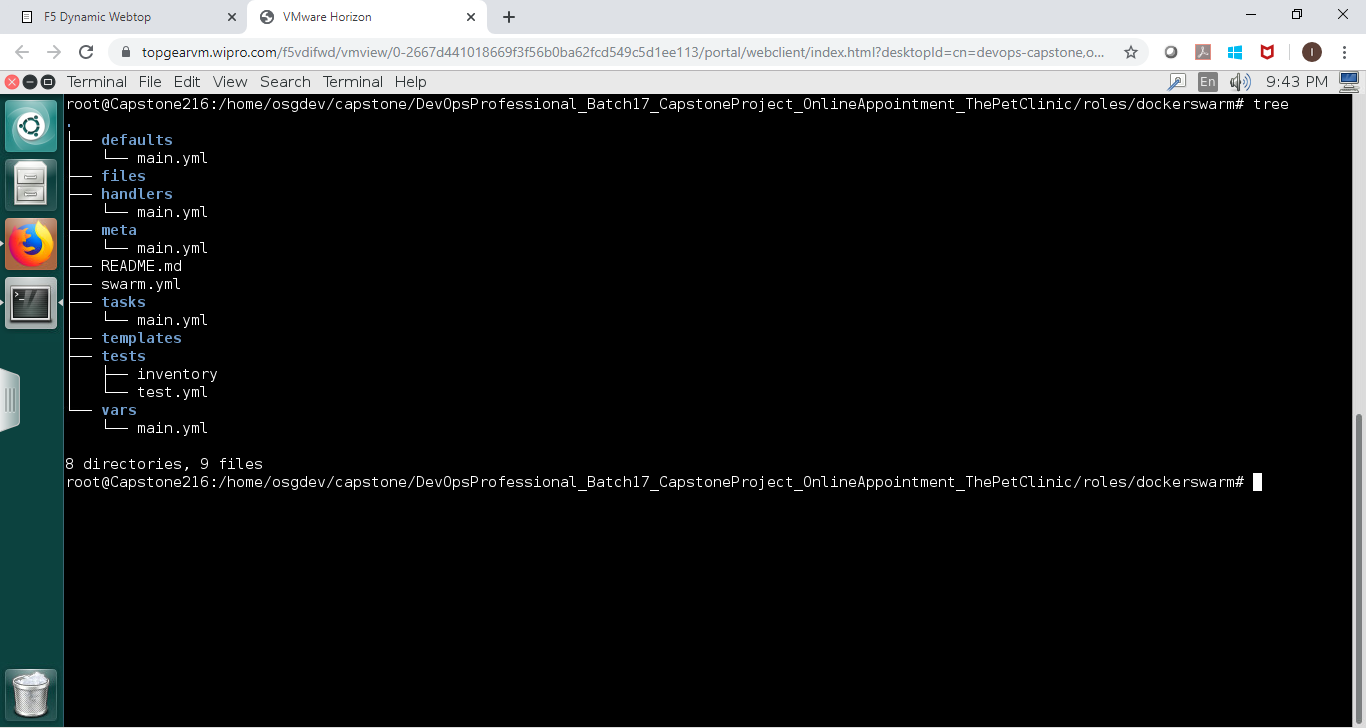 F5 Dynamic Webtop
VMware Horizon
topgearvm.wipro.com/f5vdifwd/vmview/0-2667d441018669f3f56b0ba62fcd549c5d1ee113/portal/webclient/index.html?desktopId=cn=devops-capstone,o...
I
Terminal File Edit View Search Terminal Help
En
9:43 PM
root@Capstone216:/home/osgdev/capstone/DevOpsProfessional_Batch17_CapstoneProject_OnlineAppointment_ThePetClinic/roles/dockerswarm# tree
.
├── defaults
│   └── main.yml
├── files
├── handlers
│   └── main.yml
├── meta
│   └── main.yml
├── README.md
├── swarm.yml
├── tasks
│   └── main.yml
├── templates
├── tests
│   ├── inventory
│   └── test.yml
└── vars
    └── main.yml
8 directories, 9 files
root@Capstone216:/home/osgdev/capstone/DevOpsProfessional_Batch17_CapstoneProject_OnlineAppointment_ThePetClinic/roles/dockerswarm#